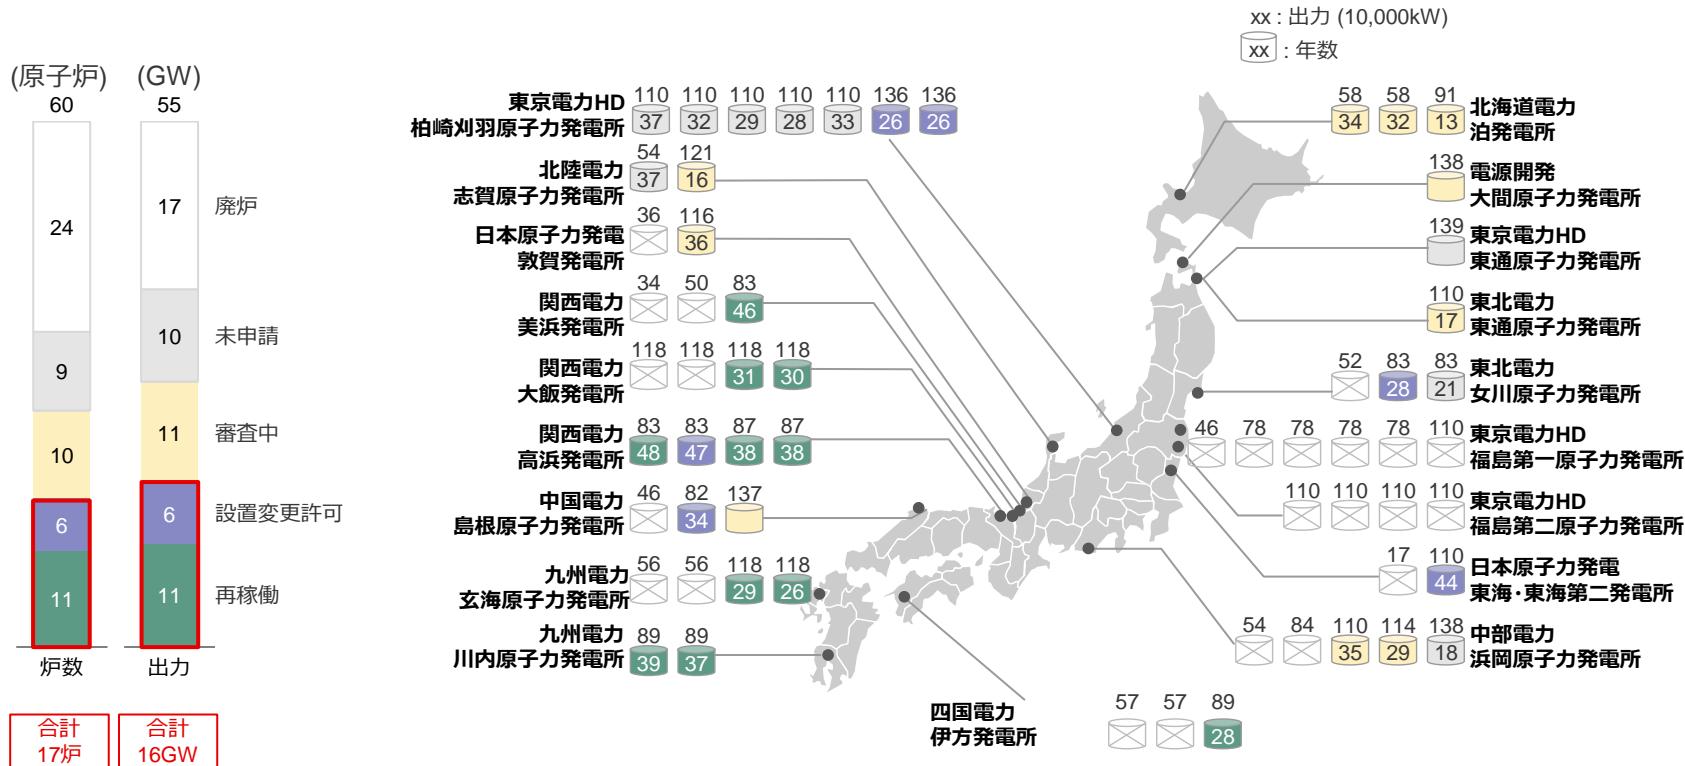 xx : 出力 (10,000kW)
xx : 年数
(原子炉) (GW)
60 55
24 17 廃炉
9 10 未申請
10 11 審査中
6 6 設置変更許可
11 11 再稼働
炉数 出力
合計 合計
17炉 16GW
110 110 110 110 110 136 136
東京電力HD
柏崎刈羽原子力発電所
37 32 29 28 33 26 26
54 121
北陸電力
志賀原子力発電所
37 16
36 116
日本原子力発電
敦賀発電所
36
34 50 83
関西電力
美浜発電所
46
118 118 118 118
関西電力
大飯発電所
31 30
83 83 87 87
関西電力
高浜発電所
48 47 38 38
46 82 137
中国電力
島根原子力発電所
34
56 56 118 118
九州電力
玄海原子力発電所
29 26
89 89
九州電力
川内原子力発電所
39 37
58 58 91
34 32 13
北海道電力
泊発電所
138
電源開発
大間原子力発電所
139
東京電力HD
東通原子力発電所
110
17
東北電力
東通原子力発電所
52 83 83
28 21
東北電力
女川原子力発電所
46 78 78 78 78 110
東京電力HD
福島第一原子力発電所
110 110 110 110
東京電力HD
福島第二原子力発電所
17 110
44
日本原子力発電
東海・東海第二発電所
54 84 110 114 138
35 29 18
中部電力
浜岡原子力発電所
57 57 89
四国電力
伊方発電所
28